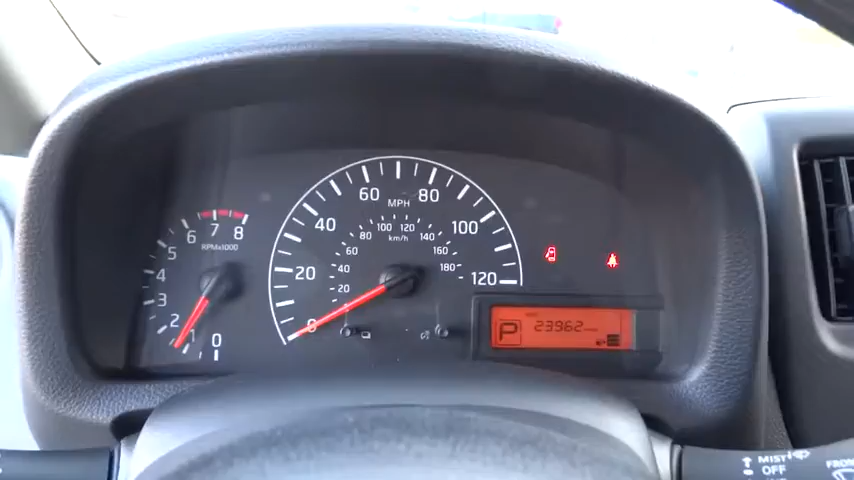 0 1 2 3 4 5 6 7 8
RPMx1000
0 20 40 60 80 100 120
MPH
20 40 60 80 100 120 140 160 180
km/h
P 23962
MIST
OFF
FRONT